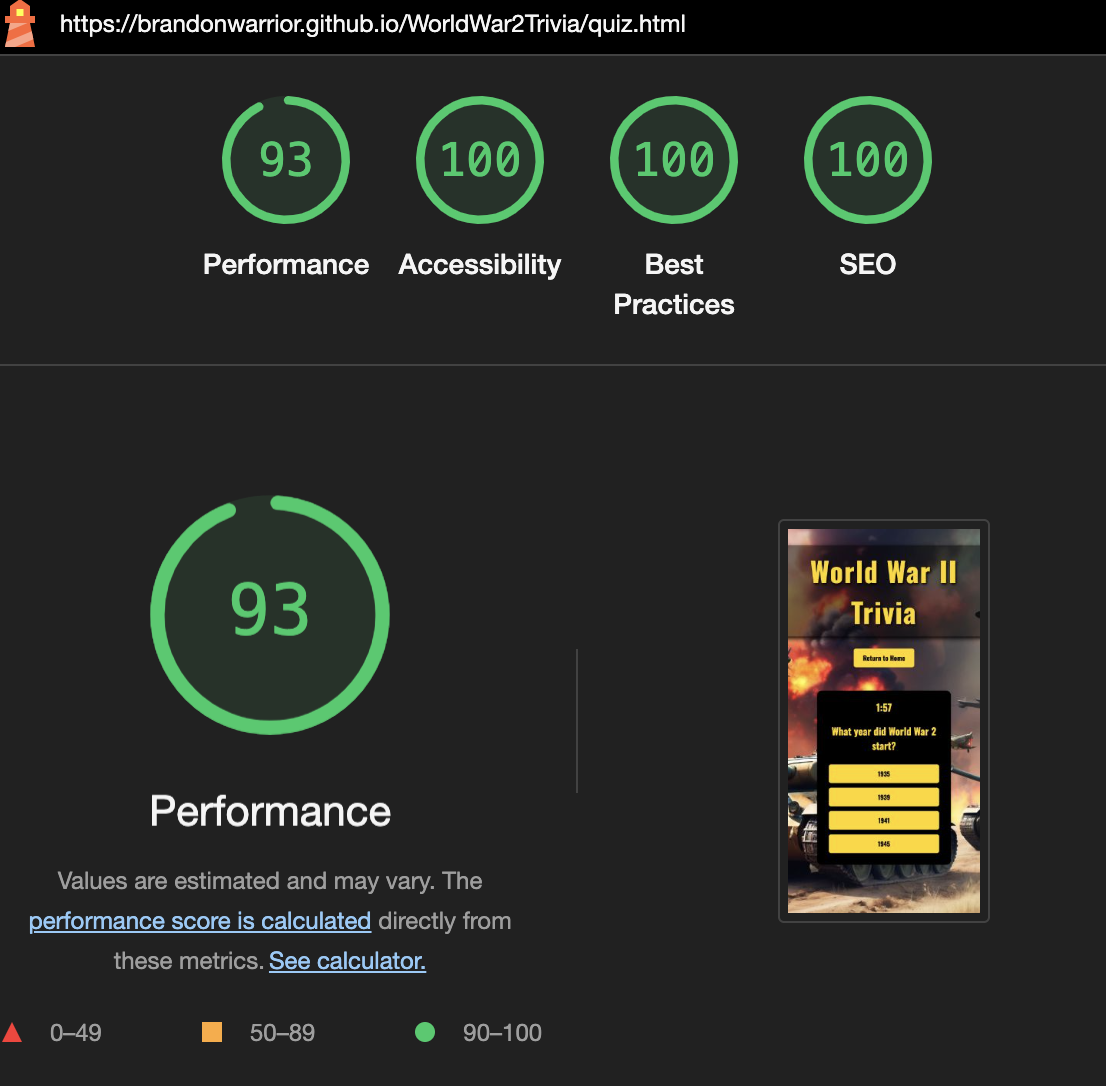 https://brandonwarrior.github.io/WorldWar2Trivia/quiz.html
93
100
100
100
Performance
Accessibility
Best
Practices
SEO
93
Performance
Values are estimated and may vary. The
performance score is calculated directly from
these metrics. See calculator.
0–49
50–89
90–100
World War II
Trivia
Return to Home
1:57
What year did World War 2
start?
1935
1939
1941
1945